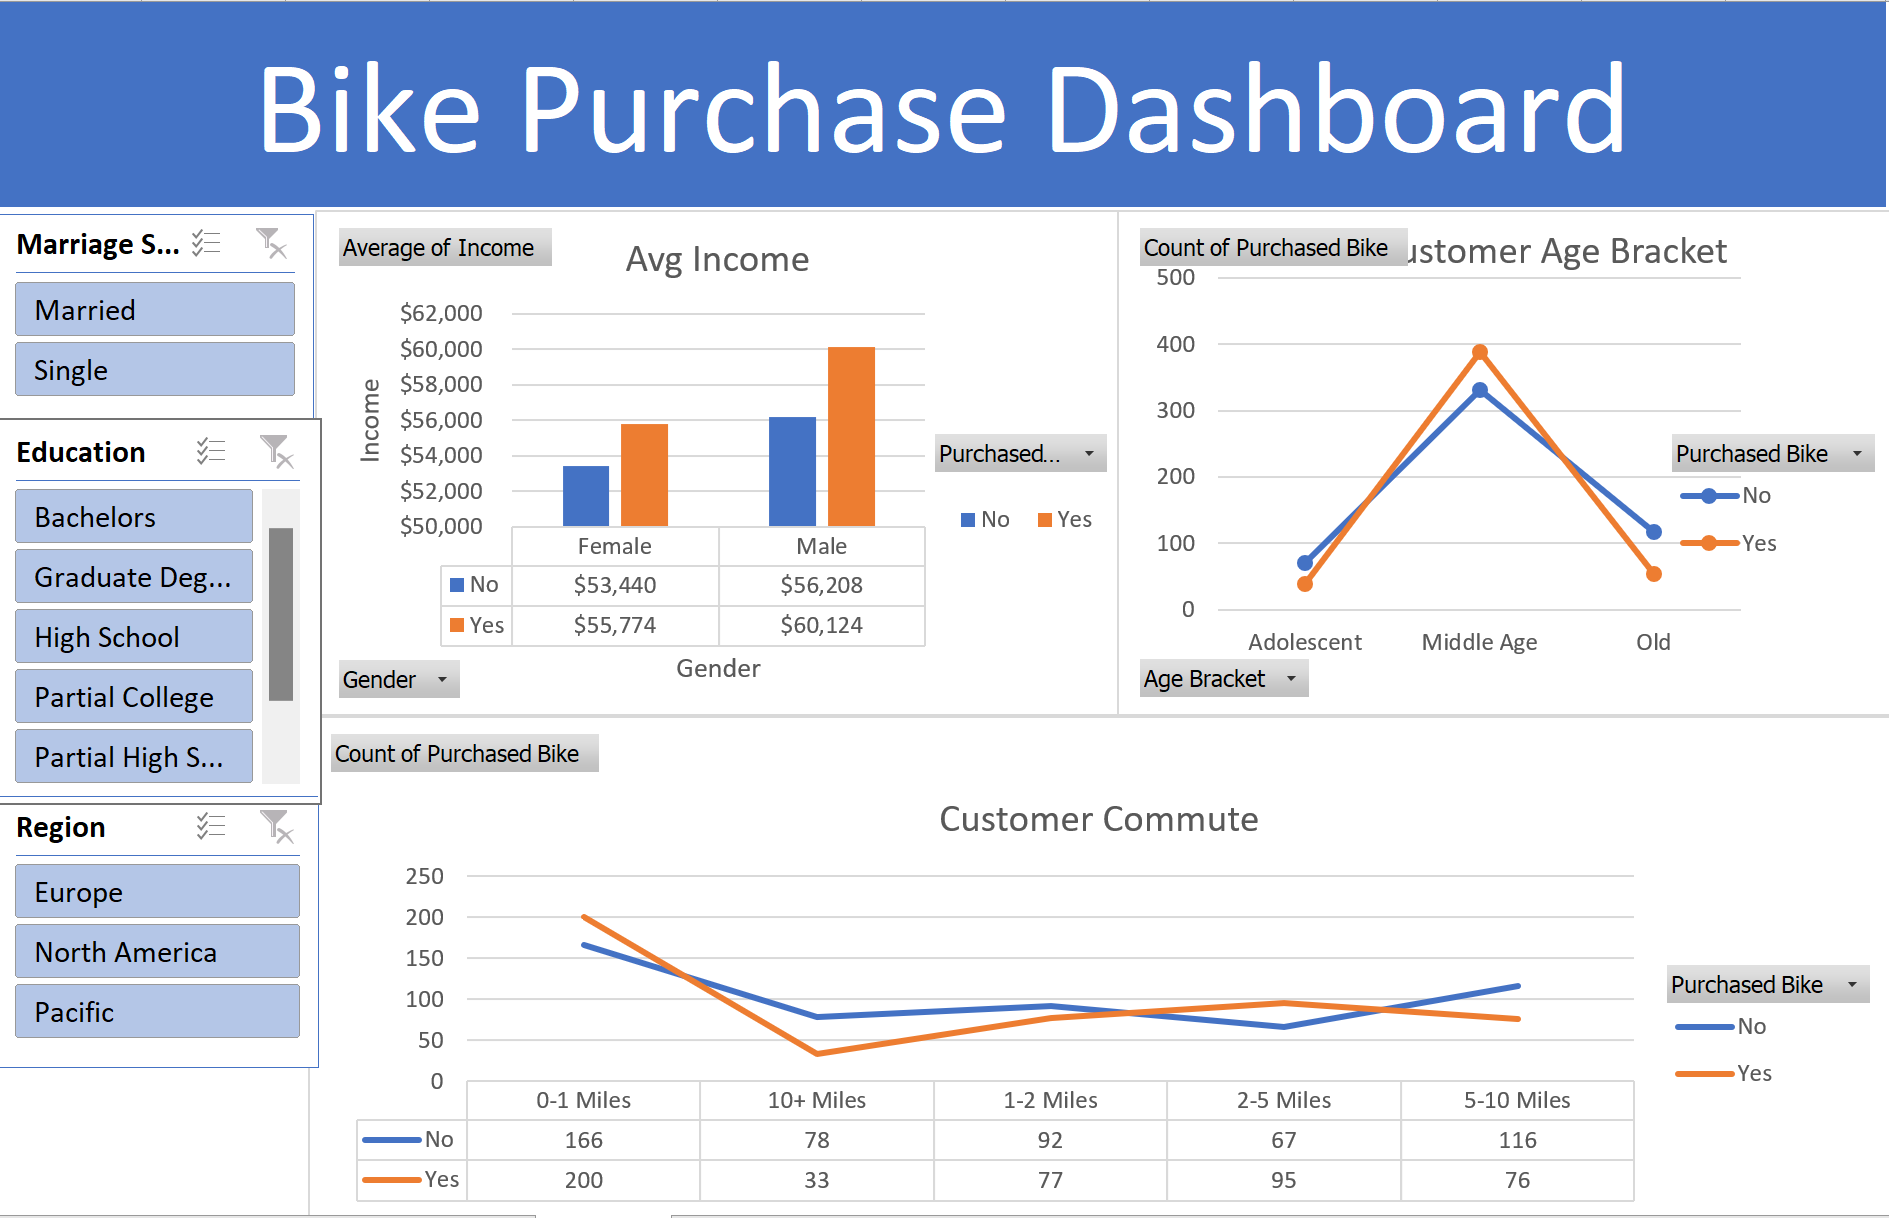 Bike Purchase Dashboard
Marriage S...
Married
Single
Education
Bachelors
Graduate Deg...
High School
Partial College
Partial High S...
Region
Europe
North America
Pacific
Average of Income
Avg Income
Income
$62,000
$60,000
$58,000
$56,000
$54,000
$52,000
$50,000
Female Male
No $53,440 $56,208
Yes $55,774 $60,124
Gender
Gender
Purchased...
No Yes
Count of Purchased Bike
ustomer Age Bracket
500
400
300
200
100
0
Adolescent Middle Age Old
Age Bracket
Purchased Bike
No
Yes
Count of Purchased Bike
Customer Commute
250
200
150
100
50
0
0-1 Miles 10+ Miles 1-2 Miles 2-5 Miles 5-10 Miles
No 166 78 92 67 116
Yes 200 33 77 95 76
Purchased Bike
No
Yes